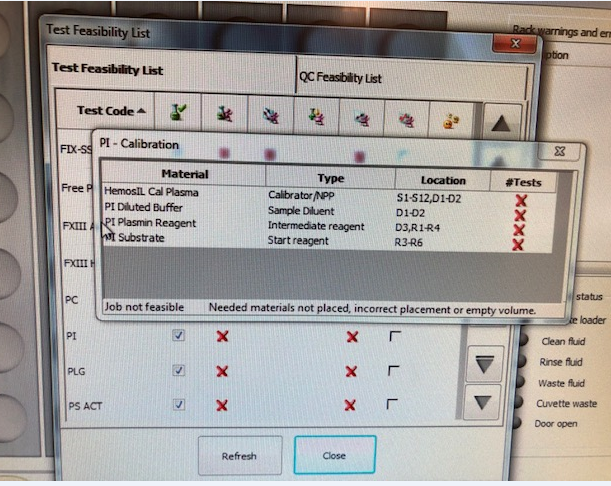 Test Feasibility List
Rack warnings and err
ption
Test Feasibility List
QC Feasibility List
Test Code
FIX-SS
PI - Calibration
Material Type Location #Tests
HemosIL Cal Plasma Calibrator/NPP S1-S12,D1-D2
PI Diluted Buffer Sample Diluent D1-D2
PI Plasmin Reagent Intermediate reagent D3,R1-R4
PI Substrate Start reagent R3-R6
Job not feasible Needed materials not placed, incorrect placement or empty volume.
Free P
FXIII A
FXIII
PC
PI
PLG
PS ACT
status
loader
Clean fluid
Rinse fluid
Waste fluid
Cuvette waste
Door open
Refresh
Close